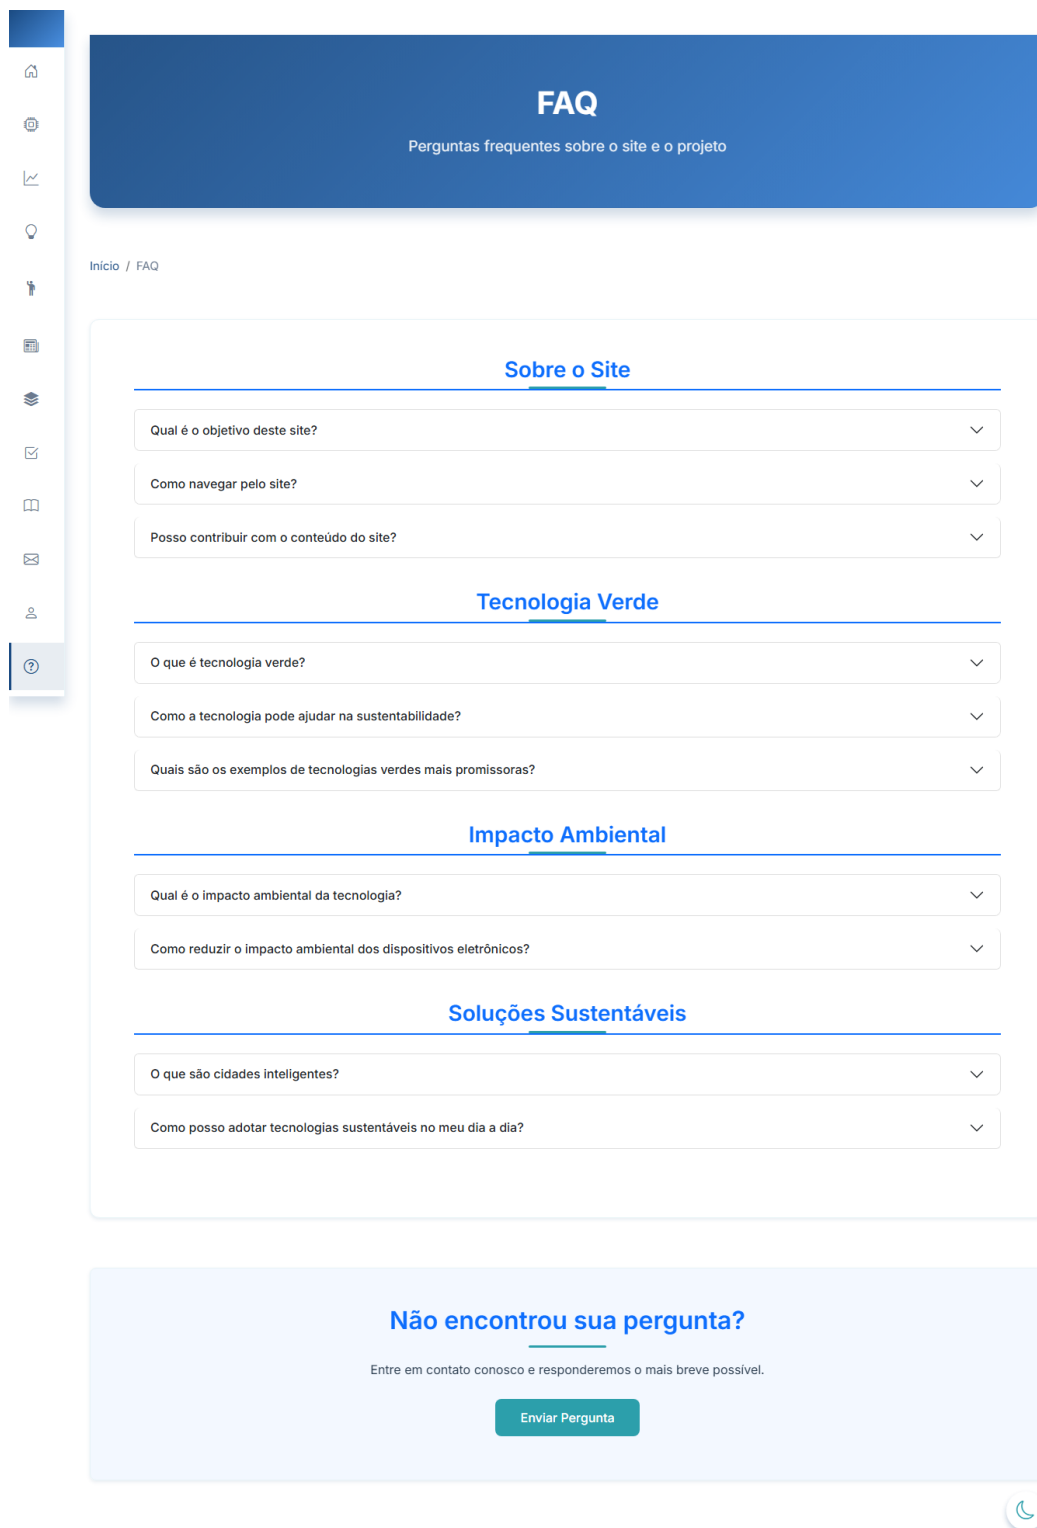 FAQ
Perguntas frequentes sobre o site e o projeto
Início / FAQ
Sobre o Site
Qual é o objetivo deste site?
Como navegar pelo site?
Posso contribuir com o conteúdo do site?
Tecnologia Verde
O que é tecnologia verde?
Como a tecnologia pode ajudar na sustentabilidade?
Quais são os exemplos de tecnologias verdes mais promissoras?
Impacto Ambiental
Qual é o impacto ambiental da tecnologia?
Como reduzir o impacto ambiental dos dispositivos eletrônicos?
Soluções Sustentáveis
O que são cidades inteligentes?
Como posso adotar tecnologias sustentáveis no meu dia a dia?
Não encontrou sua pergunta?
Entre em contato conosco e responderemos o mais breve possível.
Enviar Pergunta